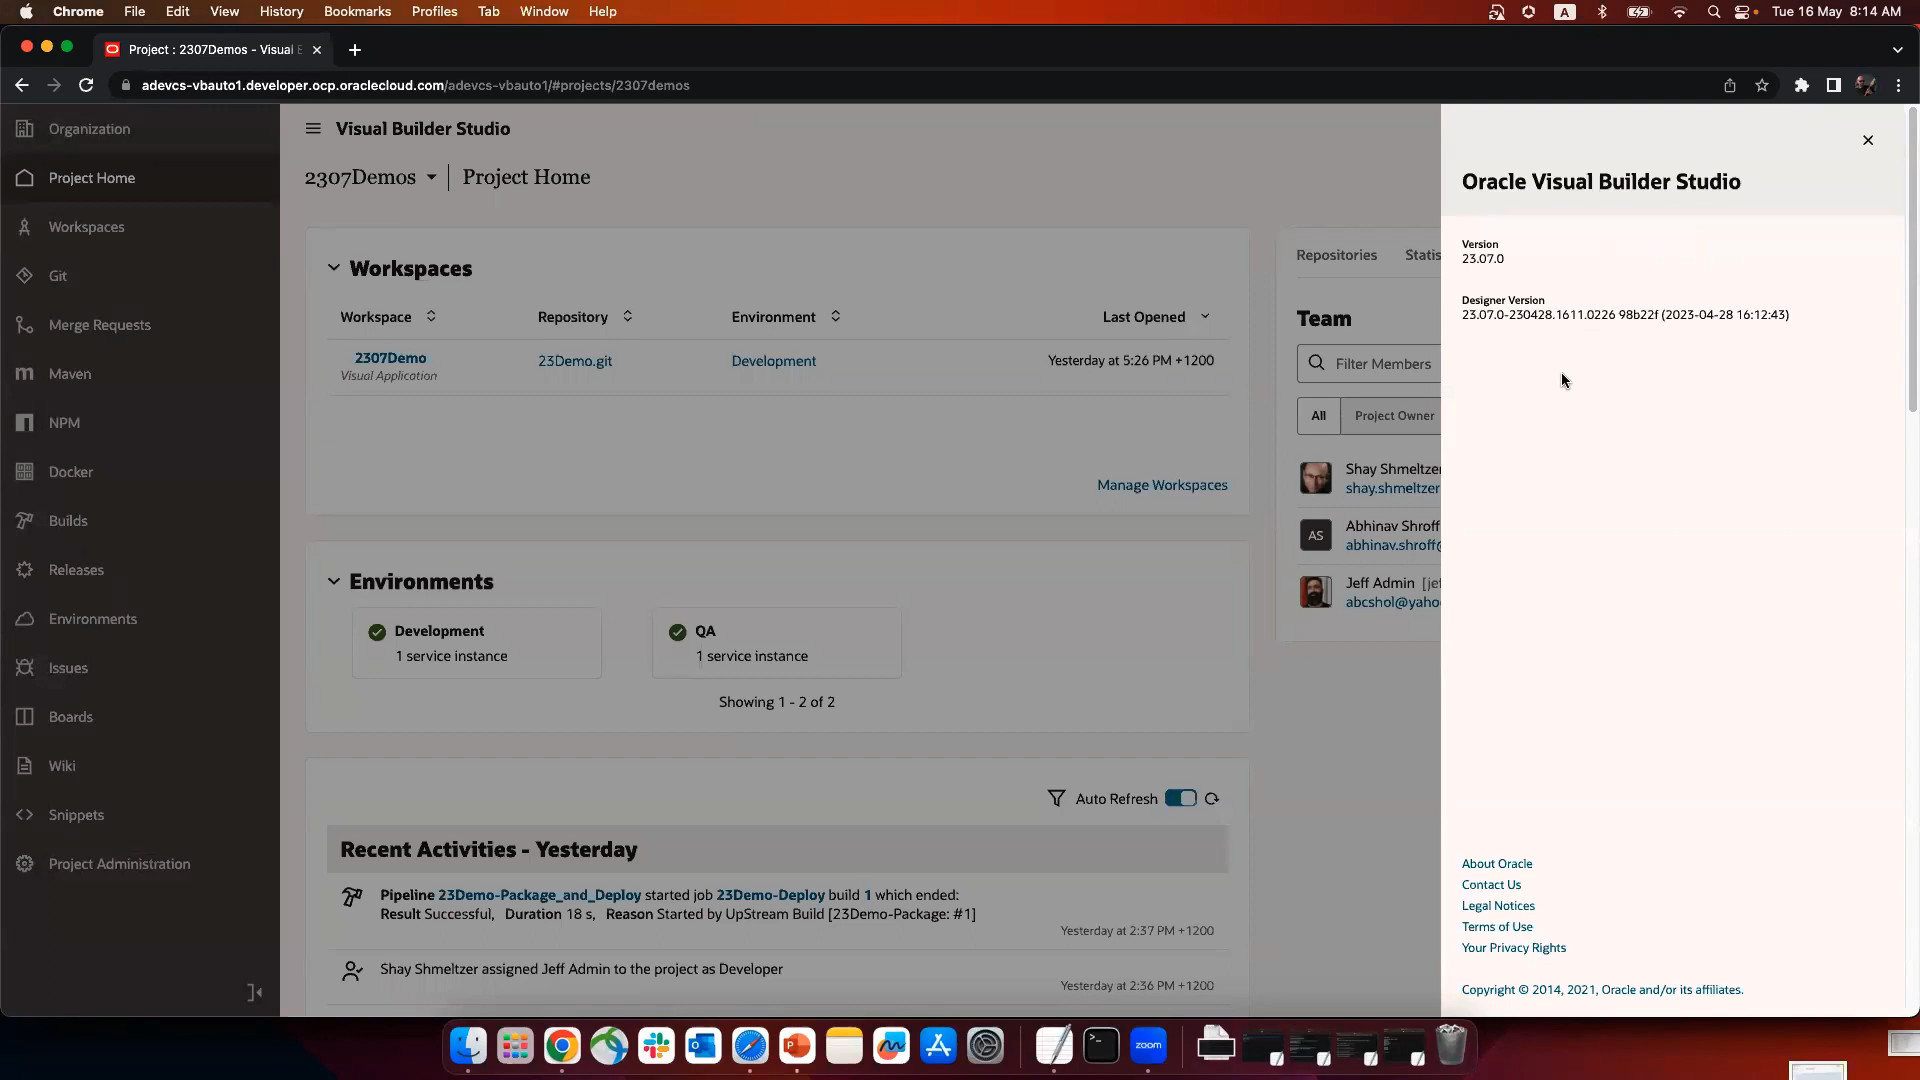 Chrome File Edit View History Bookmarks Profiles Tab Window Help
A
Tue 16 May 8:14 AM
Project : 2307Demos - Visual
adevcs-vbauto1.developer.ocp.oraclecloud.com/adevcs-vbauto1/#projects/2307demos
Organization
Project Home
Workspaces
Git
Merge Requests
Maven
NPM
Docker
Builds
Releases
Environments
Issues
Boards
Wiki
Snippets
Project Administration
Visual Builder Studio
2307Demos
Project Home
Workspaces
Workspace Repository Environment Last Opened
2307Demo 23Demo.git Development Yesterday at 5:26 PM +1200
Visual Application
Manage Workspaces
Environments
Development
1 service instance
QA
1 service instance
Showing 1 - 2 of 2
Auto Refresh
Recent Activities - Yesterday
Pipeline 23Demo-Package_and_Deploy started job 23Demo-Deploy build 1 which ended:
Result Successful, Duration 18 s, Reason Started by UpStream Build [23Demo-Package: #1]
Yesterday at 2:37 PM +1200
Shay Shmeltzer assigned Jeff Admin to the project as Developer
Yesterday at 2:36 PM +1200
Repositories Statis
Team
Filter Members
All Project Owner
Shay Shmeltzer
shay.shmeltzer
AS
Abhinav Shroff
abhinav.shroff@
Jeff Admin [jef
abcshol@yaho
Oracle Visual Builder Studio
Version
23.07.0
Designer Version
23.07.0-230428.1611.0226 98b22f (2023-04-28 16:12:43)
About Oracle
Contact Us
Legal Notices
Terms of Use
Your Privacy Rights
Copyright © 2014, 2021, Oracle and/or its affiliates.
zoom